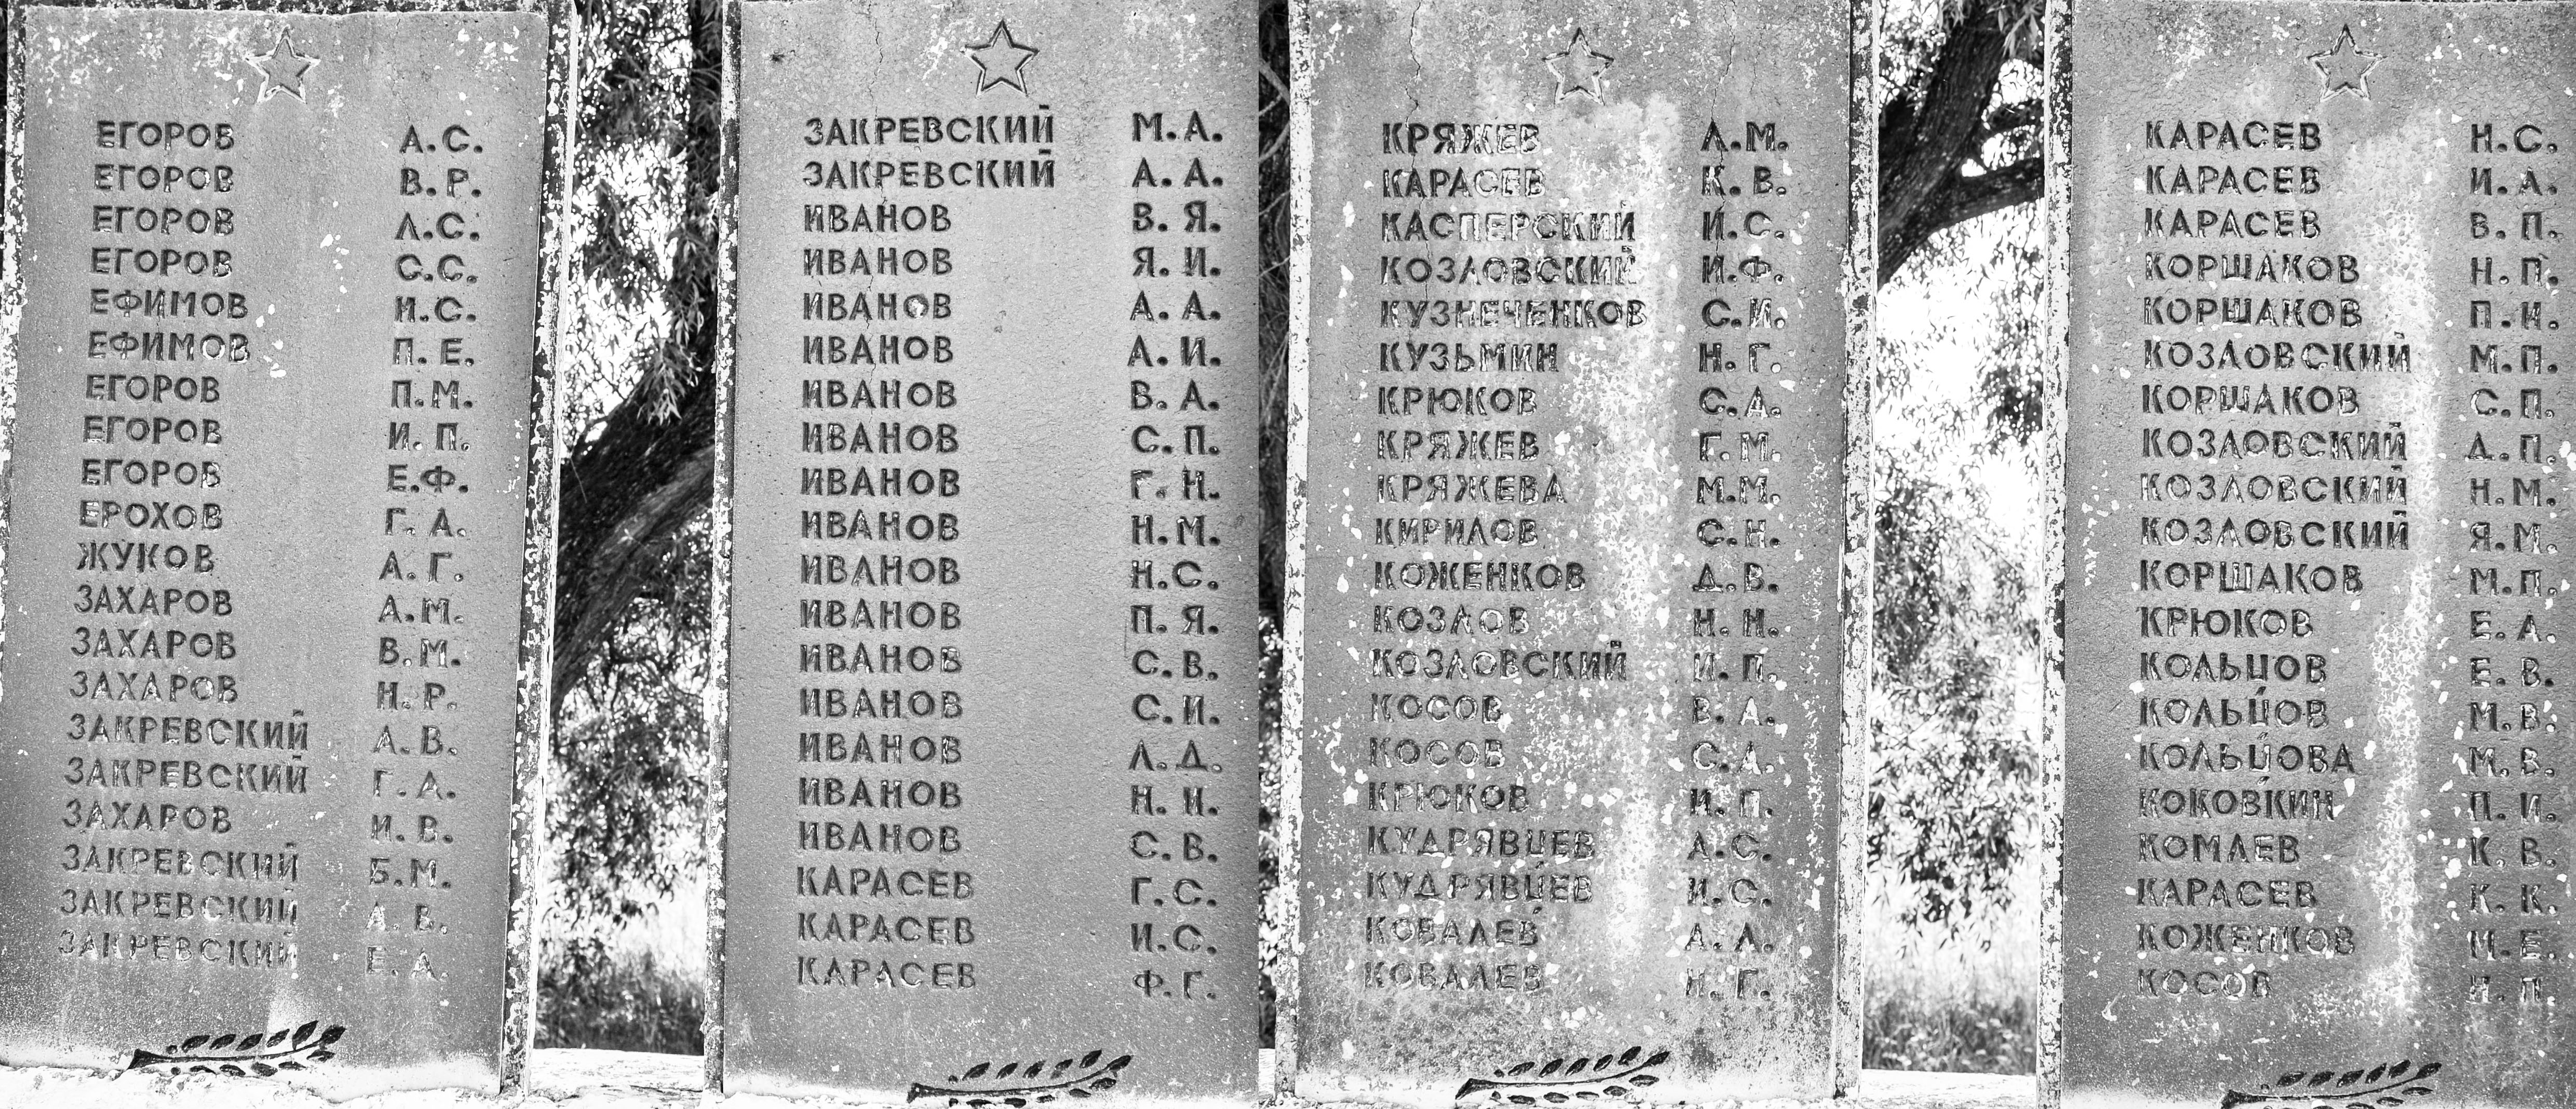 ЕГОРОВ А.С.
ЕГОРОВ В.Р.
ЕГОРОВ Л.С.
ЕГОРОВ С.С.
ЕФИМОВ И.С.
ЕФИМОВ П.Е.
ЕГОРОВ П.М.
ЕГОРОВ И.П.
ЕГОРОВ Е.Ф.
ЕРОХОВ Г.А.
ЖУКОВ А.Г.
ЗАХАРОВ А.М.
ЗАХАРОВ В.М.
ЗАХАРОВ Н.Р.
ЗАКРЕВСКИЙ А.В.
ЗАКРЕВСКИЙ Г.А.
ЗАХАРОВ И.В.
ЗАКРЕВСКИЙ Б.М.
ЗАКРЕВСКИЙ А.В.
ЗАКРЕВСКИЙ Е.А.
ЗАКРЕВСКИЙ М.А.
ЗАКРЕВСКИЙ А.А.
ИВАНОВ В.Я.
ИВАНОВ Я.И.
ИВАНОВ А.А.
ИВАНОВ А.И.
ИВАНОВ В.А.
ИВАНОВ С.П.
ИВАНОВ Г.Н.
ИВАНОВ Н.М.
ИВАНОВ Н.С.
ИВАНОВ П.Я.
ИВАНОВ С.В.
ИВАНОВ С.И.
ИВАНОВ Л.Д.
ИВАНОВ Н.И.
ИВАНОВ С.В.
КАРАСЕВ Г.С.
КАРАСЕВ И.С.
КАРАСЕВ Ф.Г.
КРЯЖЕВ Л.М.
КАРАСЕВ К.В.
КАСПЕРСКИЙ И.С.
КОЗЛОВСКИЙ И.Ф.
КУЗНЕЧЕНКОВ С.И.
КУЗЬМИН Н.Г.
КРЮКОВ С.Д.
КРЯЖЕВ Г.М.
КРЯЖЕВА М.М.
КИРИЛОВ С.Н.
КОЖЕНКОВ Д.В.
КОЗЛОВ Н.Н.
КОЗЛОВСКИЙ И.П.
КОСОВ В.А.
КОСОВ С.Д.
КРЮКОВ И.П.
КУДРЯВЦЕВ А.С.
КУДРЯВЦЕВ И.С.
КОВАЛЕВ А.Л.
КОВАЛЕВ Н.Г.
КАРАСЕВ Н.С.
КАРАСЕВ И.А.
КАРАСЕВ В.П.
КОРШАКОВ Н.П.
КОРШАКОВ П.Н.
КОЗЛОВСКИЙ М.П.
КОРШАКОВ С.П.
КОЗЛОВСКИЙ Д.П.
КОЗЛОВСКИЙ Н.М.
КОЗЛОВСКИЙ Я.М.
КОРШАКОВ М.П.
КРЮКОВ Е.А.
КОЛЬЦОВ Е.В.
КОЛЬЦОВ М.В.
КОЛЬЦОВА М.В.
КОКОВКИН П.И.
КОМЛЕВ К.В.
КАРАСЕВ К.К.
КОЖЕНКОВ М.Е.
КОСОВ И.П.